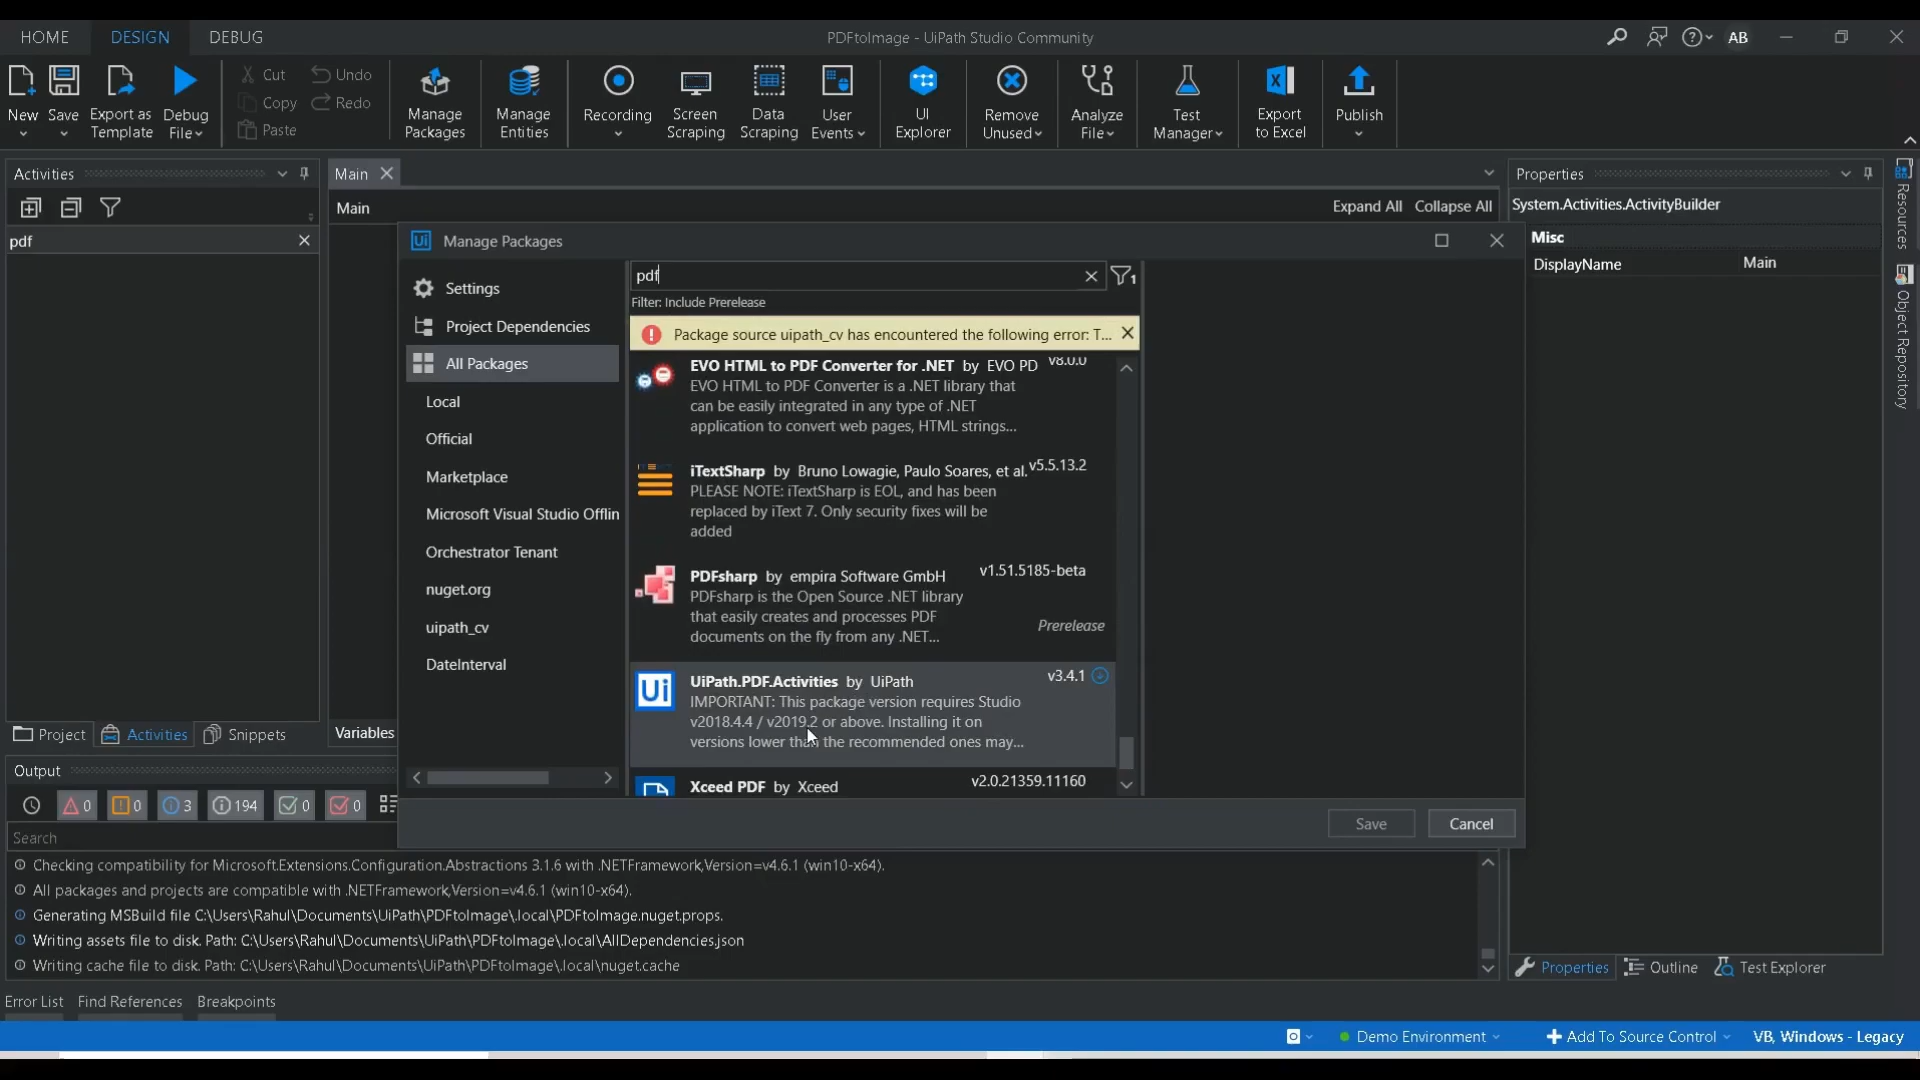 HOME DESIGN DEBUG PDFtoImage - UiPath Studio Community AB
New Save Export as Template Debug File Cut Copy Paste Undo Redo Manage Packages Manage Entities Recording Screen Scraping Data Scraping User Events UI Explorer Remove Unused Analyze File Test Manager Export to Excel Publish
Activities
pdf
Main
Main Expand All Collapse All
Properties
System.Activities.ActivityBuilder
Misc
DisplayName Main
Resources
Object Repository
Ui Manage Packages
Settings
Project Dependencies
All Packages
Local
Official
Marketplace
Microsoft Visual Studio Offlin
Orchestrator Tenant
nuget.org
uipath_cv
DateInterval
pdf
1
Filter: Include Prerelease
Package source uipath_cv has encountered the following error: T...
EVO HTML to PDF Converter for .NET by EVO PD v8.0.0
EVO HTML to PDF Converter is a .NET library that
can be easily integrated in any type of .NET
application to convert web pages, HTML strings...
iTextSharp by Bruno Lowagie, Paulo Soares, et al. v5.5.13.2
PLEASE NOTE: iTextSharp is EOL, and has been
replaced by iText 7. Only security fixes will be
added
PDFsharp by empira Software GmbH v1.51.5185-beta
PDFsharp is the Open Source .NET library
that easily creates and processes PDF
documents on the fly from any .NET...
Prerelease
Ui UiPath.PDF.Activities by UiPath v3.4.1
IMPORTANT: This package version requires Studio
v2018.4.4 / v2019.2 or above. Installing it on
versions lower than the recommended ones may...
Xceed PDF by Xceed v2.0.21359.11160
Save Cancel
Project Activities Snippets
Variables
Output
0 0 3 194 0 0
Search
Checking compatibility for Microsoft.Extensions.Configuration.Abstractions 3.1.6 with .NETFramework,Version=v4.6.1 (win10-x64).
All packages and projects are compatible with .NETFramework,Version=v4.6.1 (win10-x64).
Generating MSBuild file C:\Users\Rahul\Documents\UiPath\PDFtoImage\.local\PDFtoImage.nuget.props.
Writing assets file to disk. Path: C:\Users\Rahul\Documents\UiPath\PDFtoImage\.local\AllDependencies.json
Writing cache file to disk. Path: C:\Users\Rahul\Documents\UiPath\PDFtoImage\.local\nuget.cache
Properties Outline Test Explorer
Error List Find References Breakpoints
Demo Environment Add To Source Control VB, Windows - Legacy